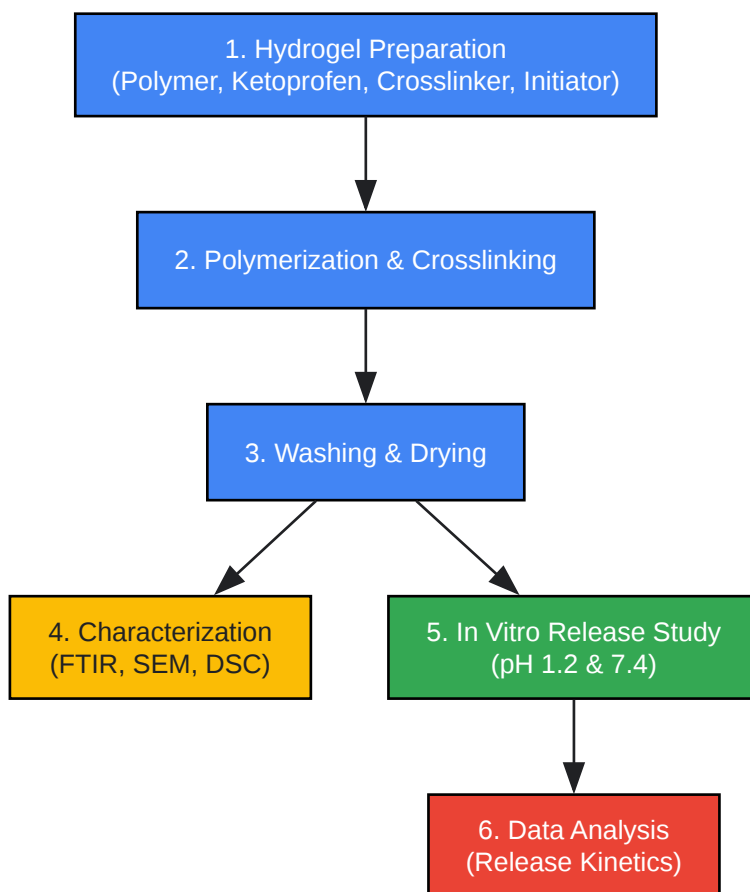 1. Hydrogel Preparation
(Polymer, Ketoprofen, Crosslinker, Initiator)
2. Polymerization & Crosslinking
3. Washing & Drying
4. Characterization
(FTIR, SEM, DSC)
5. In Vitro Release Study
(pH 1.2 & 7.4)
6. Data Analysis
(Release Kinetics)